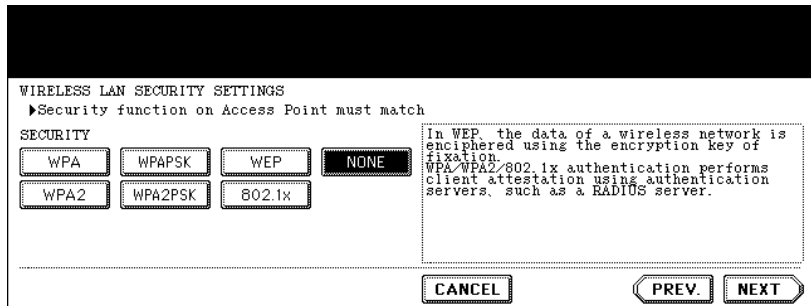 WIRELESS LAN SECURITY SETTINGS
▶Security function on Access Point must match
SECURITY
WPA WPAPSK WEP NONE
WPA2 WPA2PSK 802.1x
In WEP, the data of a wireless network is
enciphered using the encryption key of
fixation.
WPA/WPA2/802.1x authentication performs
client attestation using authentication
servers, such as a RADIUS server.
CANCEL PREV. NEXT